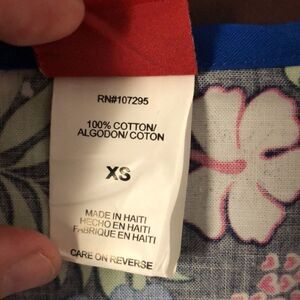 RN#107295
100% COTTON/
ALGODON/COTON
XS
MADE IN HAITI
HECHO EN HAITI
FABRIQUE EN HAITI
CARE ON REVERSE